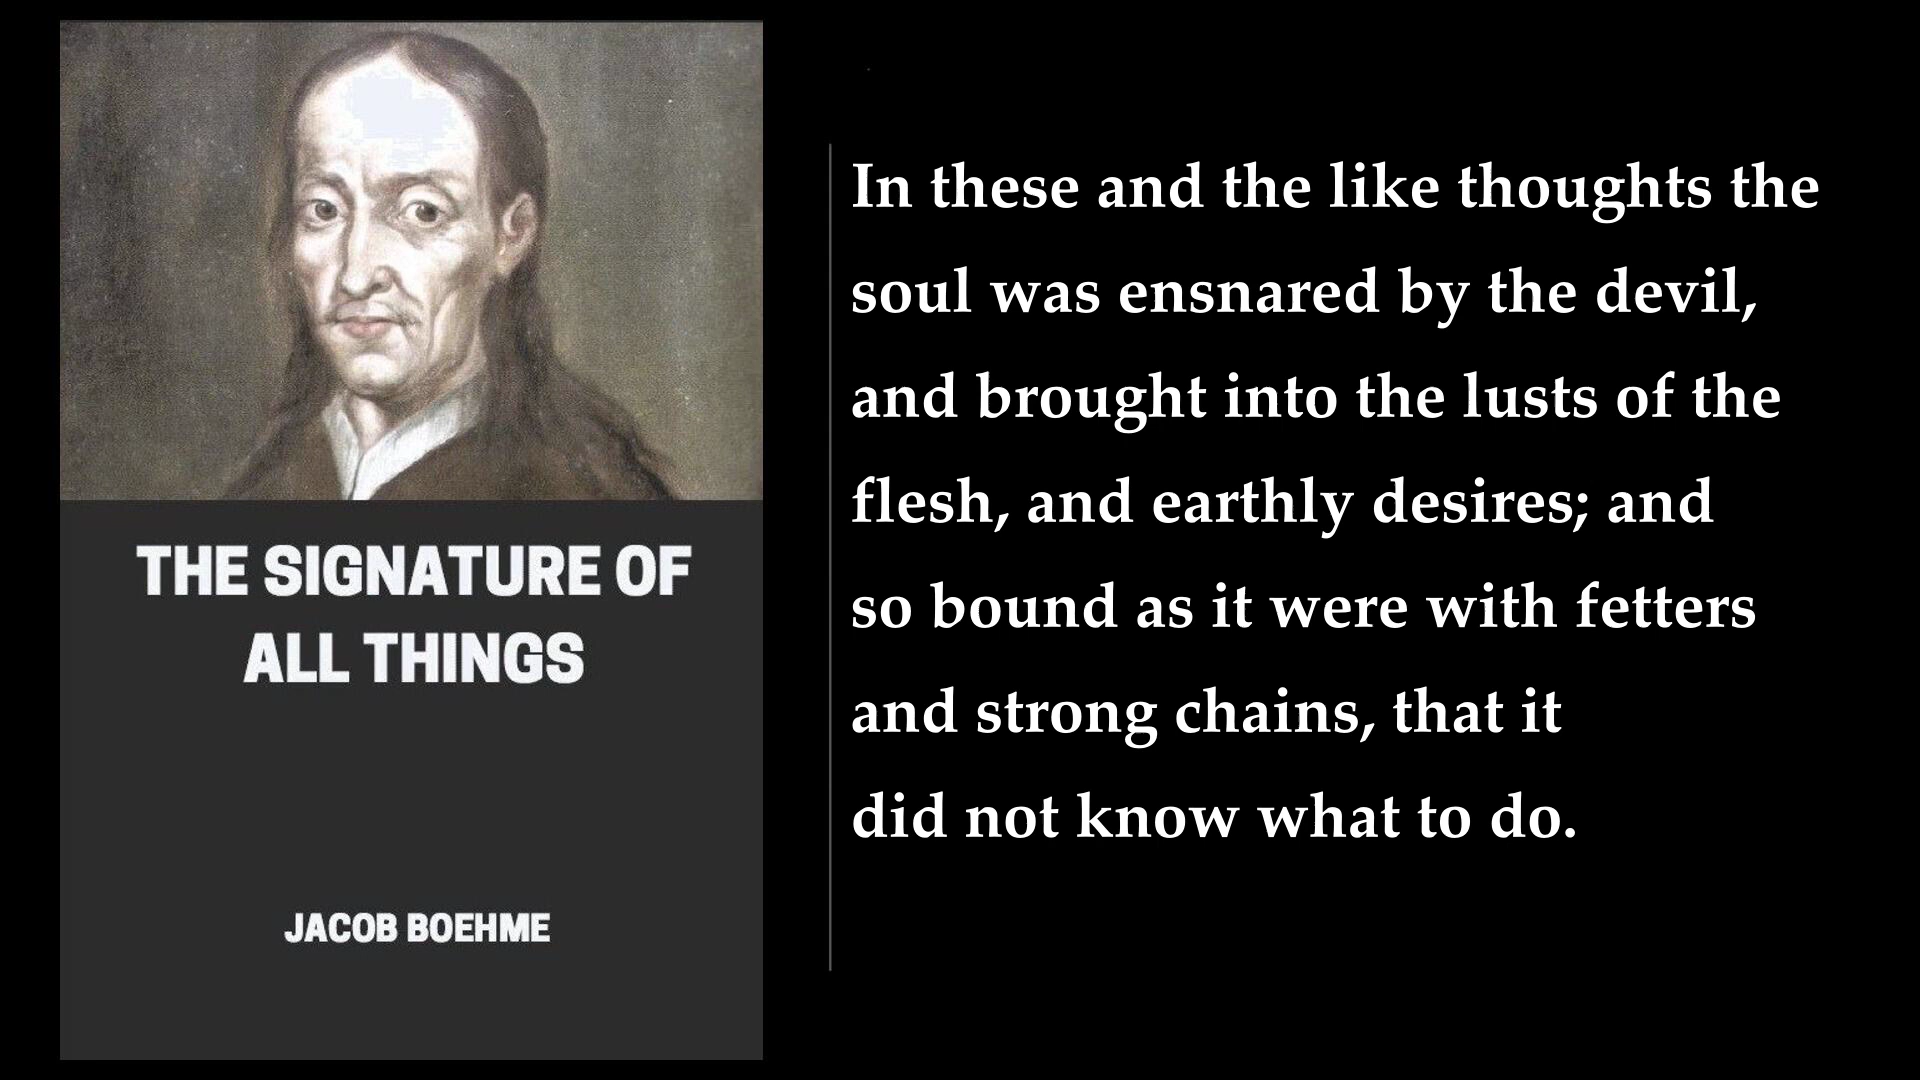 THE SIGNATURE OF
ALL THINGS
JACOB BOEHME
In these and the like thoughts the
soul was ensnared by the devil,
and brought into the lusts of the
flesh, and earthly desires; and
so bound as it were with fetters
and strong chains, that it
did not know what to do.